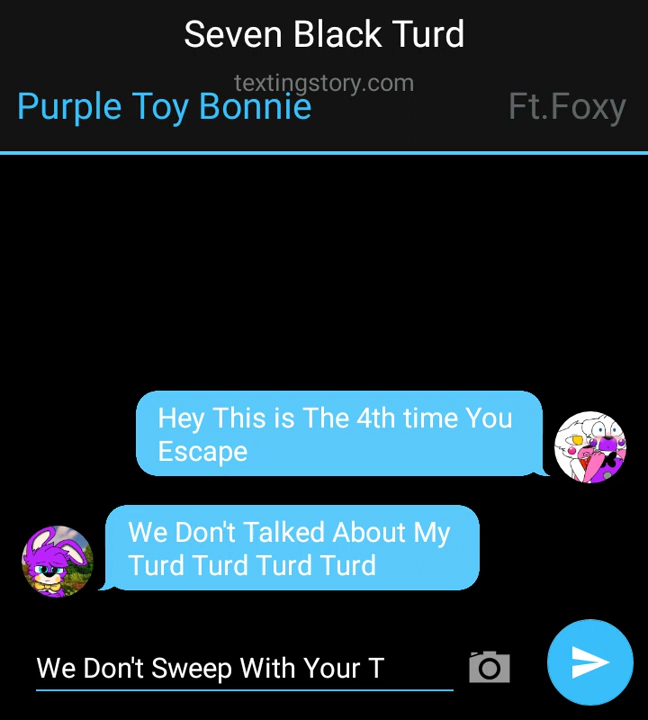 Seven Black Turd
textingstory.com
Purple Toy Bonnie
Ft.Foxy
Hey This is The 4th time You
Escape
We Don't Talked About My
Turd Turd Turd Turd
We Don't Sweep With Your T